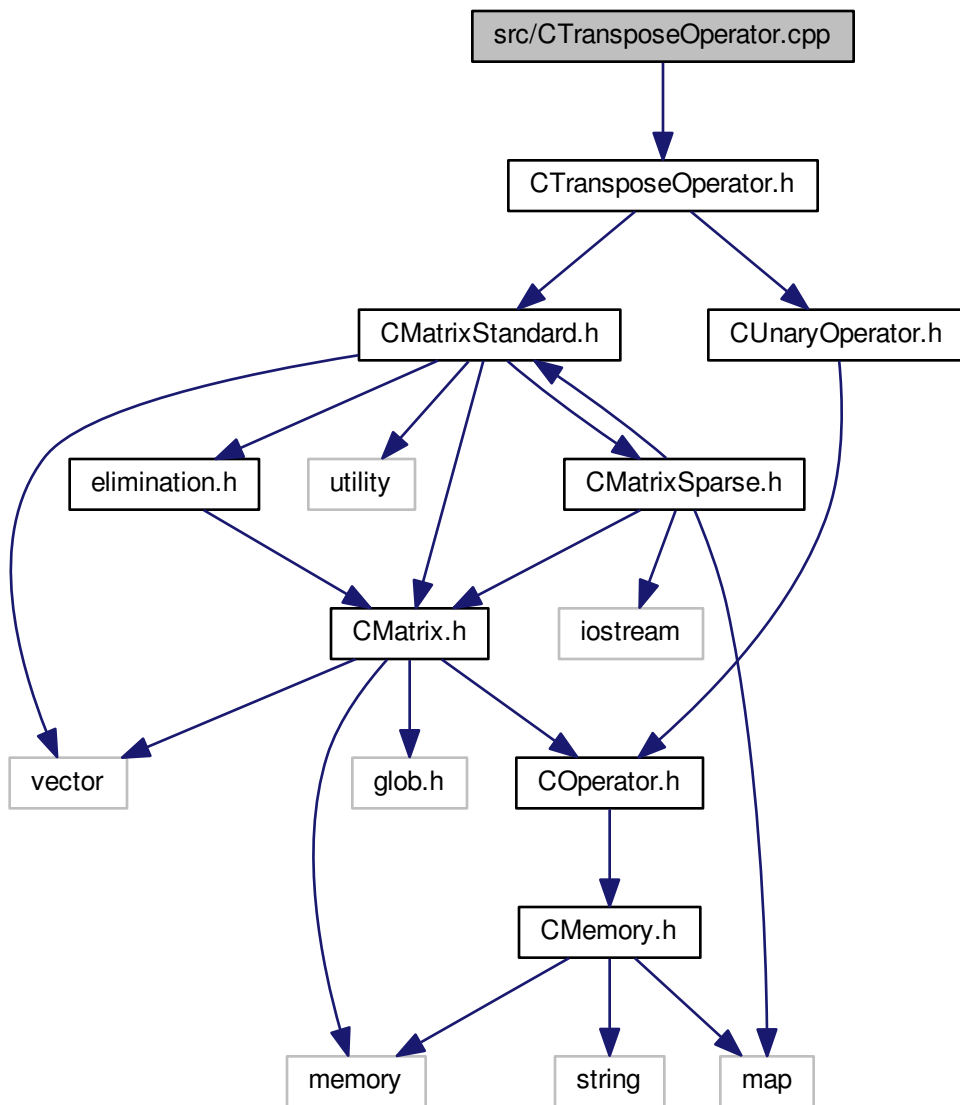 src/CTransposeOperator.cpp
CTransposeOperator.h
CMatrixStandard.h
CUnaryOperator.h
elimination.h
utility
CMatrixSparse.h
CMatrix.h
iostream
vector
glob.h
COperator.h
CMemory.h
memory
string
map